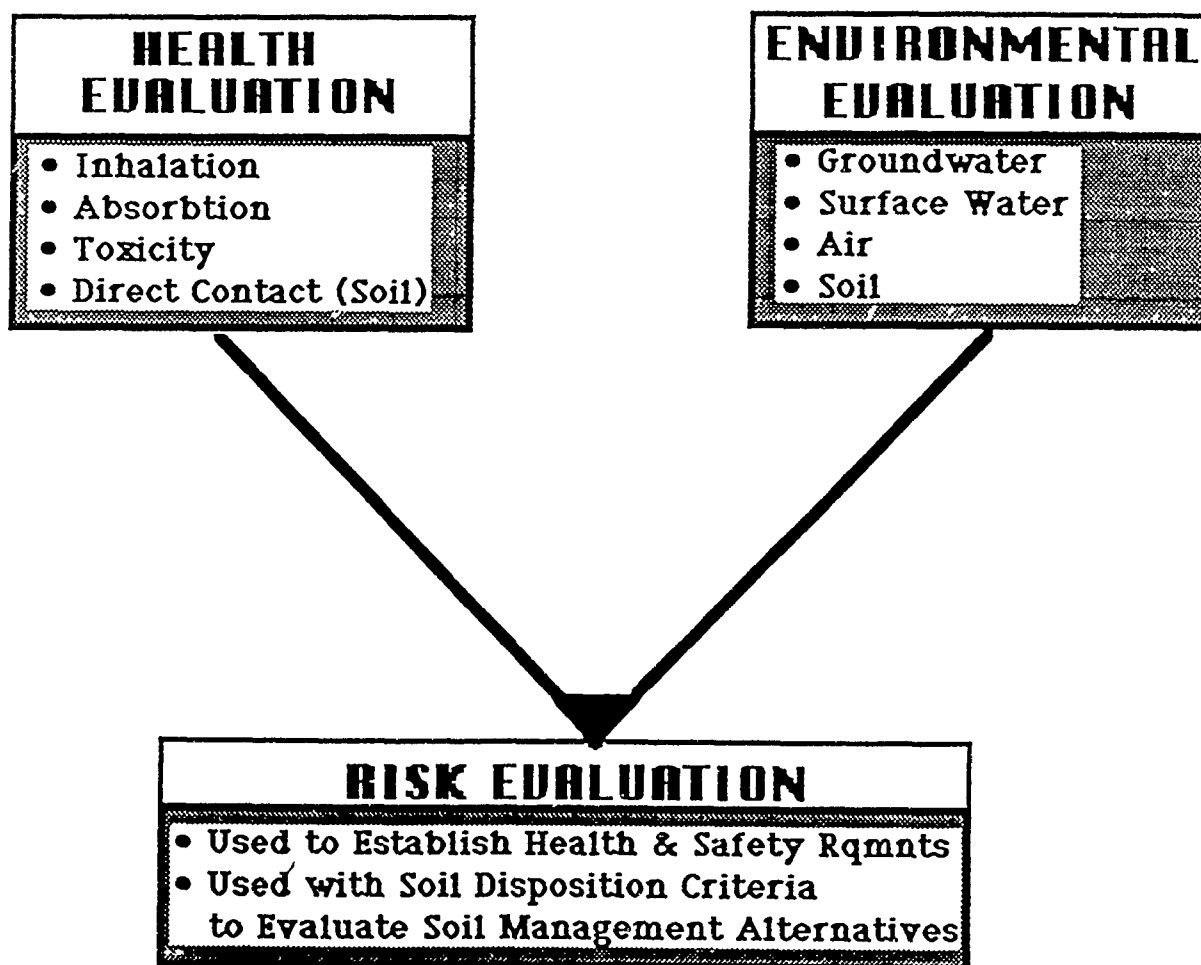 HEALTH
EVALUATION
• Inhalation
• Absorbtion
• Toxicity
• Direct Contact (Soil)
ENVIRONMENTAL
EVALUATION
• Groundwater
• Surface Water
• Air
• Soil
RISK EVALUATION
• Used to Establish Health & Safety Rqmnts
• Used with Soil Disposition Criteria
to Evaluate Soil Management Alternatives